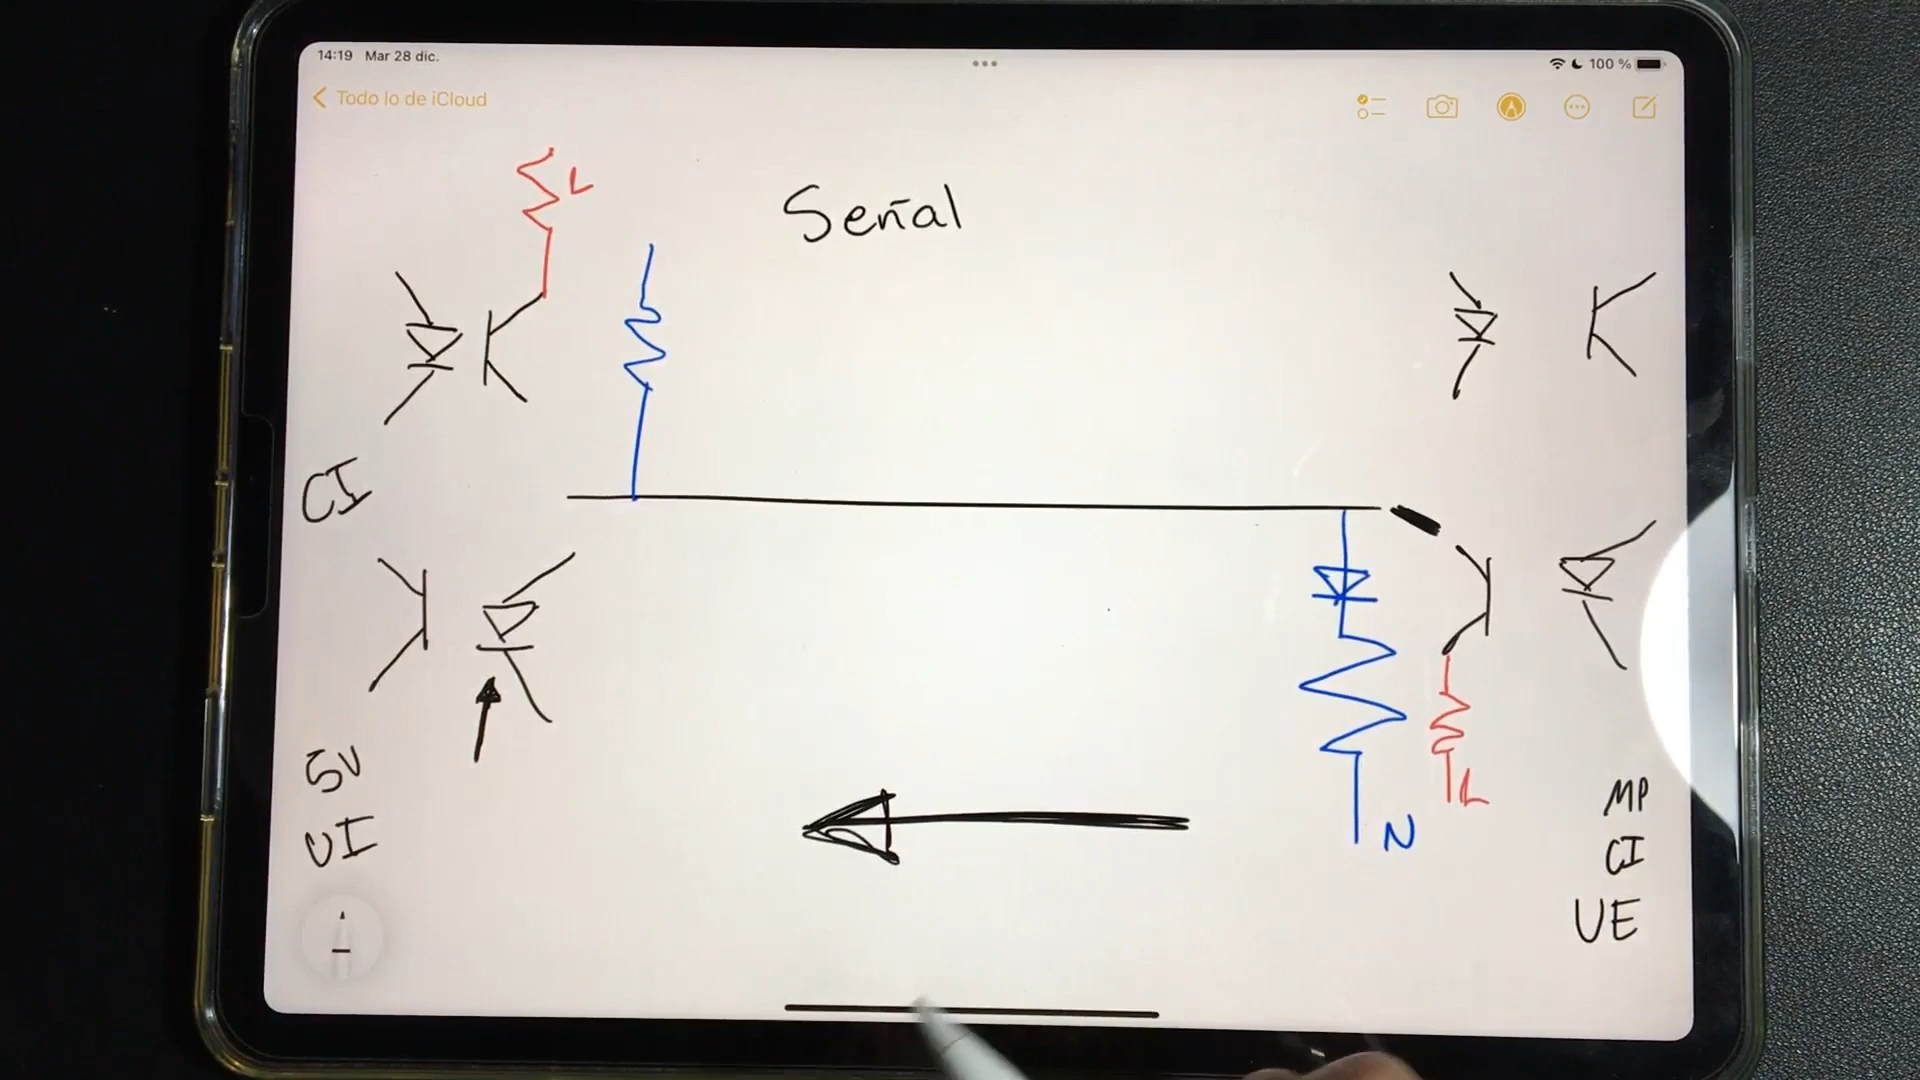 14:19 Mar 28 dic.
100 %
Todo lo de iCloud
L
Señal
CI
5V
UI
L
N
MP
CI
UE